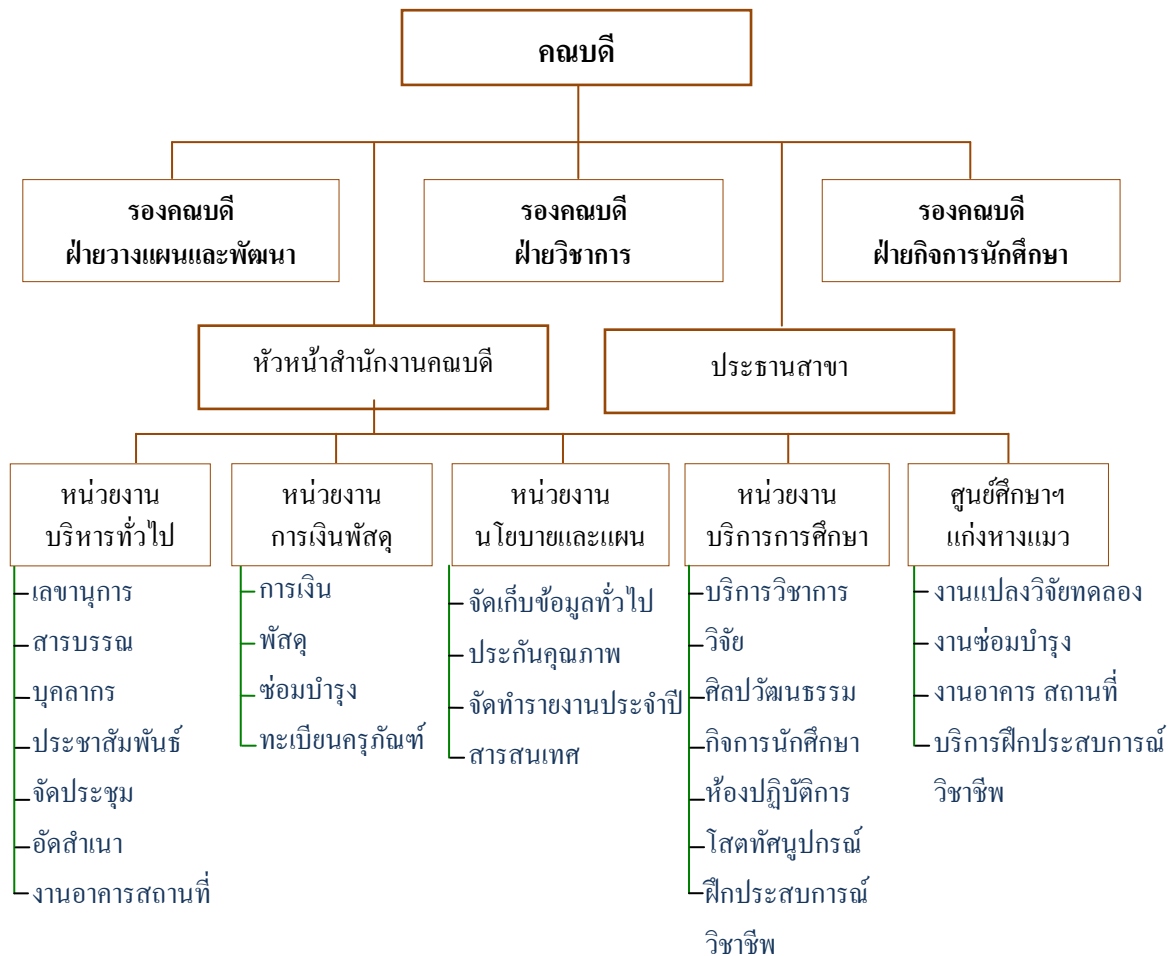 คณบดี
รองคณบดี
ฝ่ายวางแผนและพัฒนา
รองคณบดี
ฝ่ายวิชาการ
รองคณบดี
ฝ่ายกิจการนักศึกษา
หัวหน้าสำนักงานคณบดี
ประธานสาขา
หน่วยงาน
บริหารทั่วไป
หน่วยงาน
การเงินพัสดุ
หน่วยงาน
นโยบายและแผน
หน่วยงาน
บริการการศึกษา
ศูนย์ศึกษาฯ
แก่งหางแมว
เลขานุการ
สารบรรณ
บุคลากร
ประชาสัมพันธ์
จัดประชุม
อัดสำเนา
งานอาคารสถานที่
การเงิน
พัสดุ
ซ่อมบำรุง
ทะเบียนครุภัณฑ์
จัดเก็บข้อมูลทั่วไป
ประกันคุณภาพ
จัดทำรายงานประจำปี
สารสนเทศ
บริการวิชาการ
วิจัย
ศิลปวัฒนธรรม
กิจการนักศึกษา
ห้องปฏิบัติการ
โสตทัศนูปกรณ์
ฝึกประสบการณ์
วิชาชีพ
งานแปลงวิจัยทดลอง
งานซ่อมบำรุง
งานอาคาร สถานที่
บริการฝึกประสบการณ์
วิชาชีพ